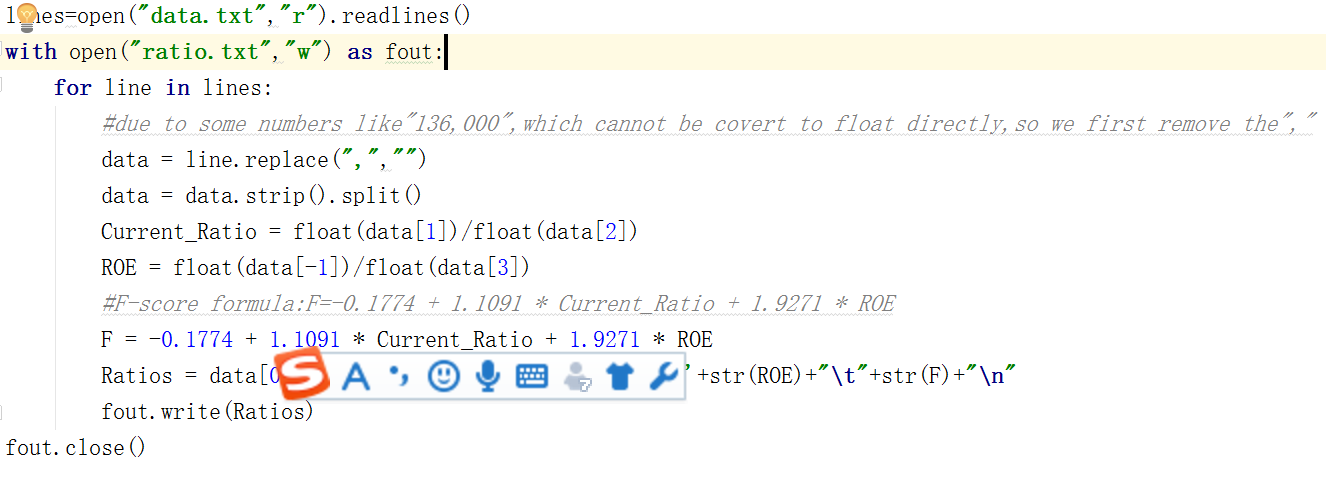 lines=open("data.txt","r").readlines()
with open("ratio.txt","w") as fout:
for line in lines:
#due to some numbers like"136,000",which cannot be covert to float directly,so we first remove the","
data = line.replace(",","")
data = data.strip().split()
Current_Ratio = float(data[1])/float(data[2])
ROE = float(data[-1])/float(data[3])
#F-score formula:F=-0.1774 + 1.1091 * Current_Ratio + 1.9271 * ROE
F = -0.1774 + 1.1091 * Current_Ratio + 1.9271 * ROE
Ratios = data[0 "+str(ROE)+"\t"+str(F)+"\n"
fout.write(Ratios)
fout.close()